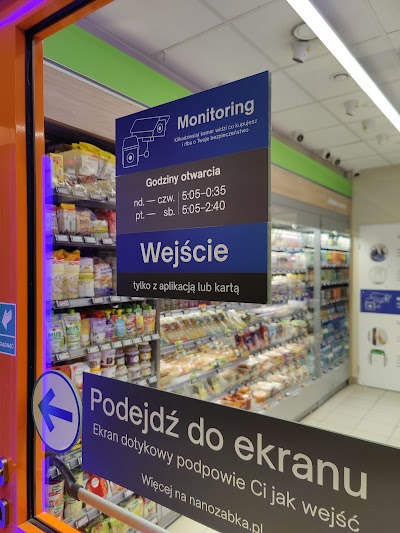 Monitoring
Kilkadziesiąt kamer widzi co kupujesz
i dba o Twoje bezpieczeństwo
Godziny otwarcia
nd. — czw. 5:05-0:35
pt. — sb. 5:05-2:40
Wejście
tylko z aplikacją lub kartą
Podejdź do ekranu
Ekran dotykowy podpowie Ci jak wejść
Więcej na nanozabka.pl